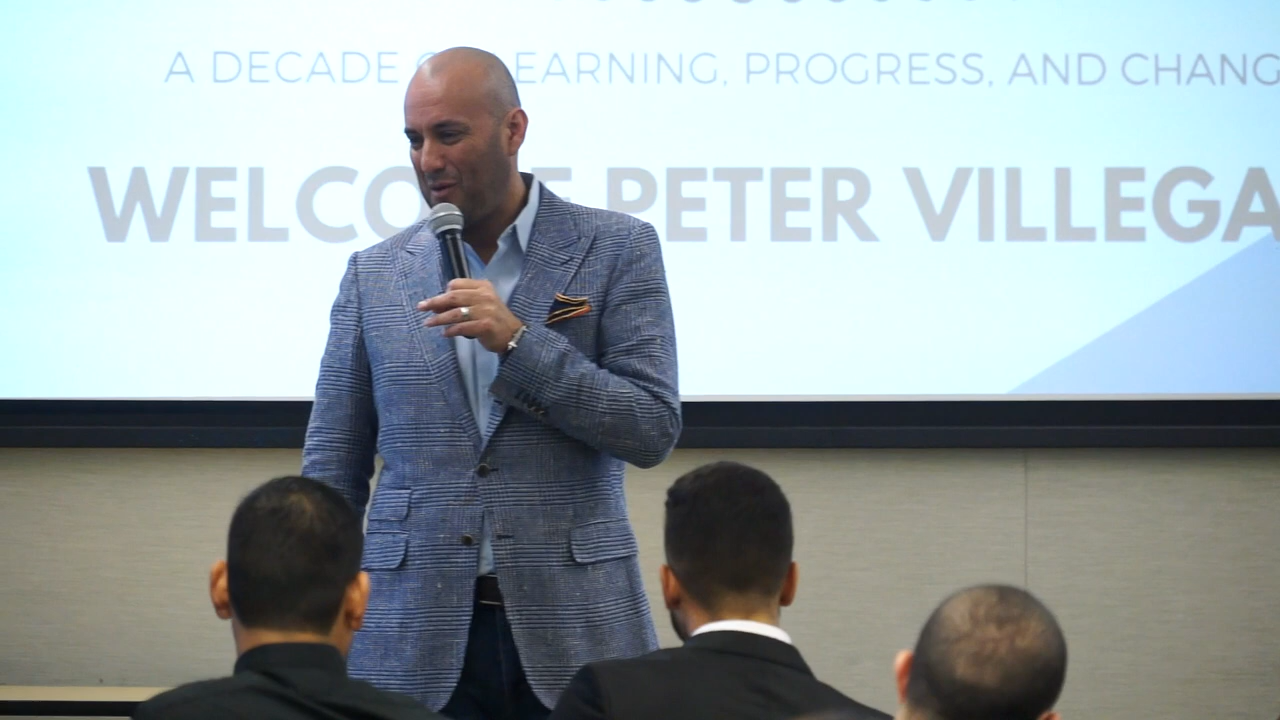 A DECADE EARNING, PROGRESS, AND CHANG
WELCO E PETER VILLEGA